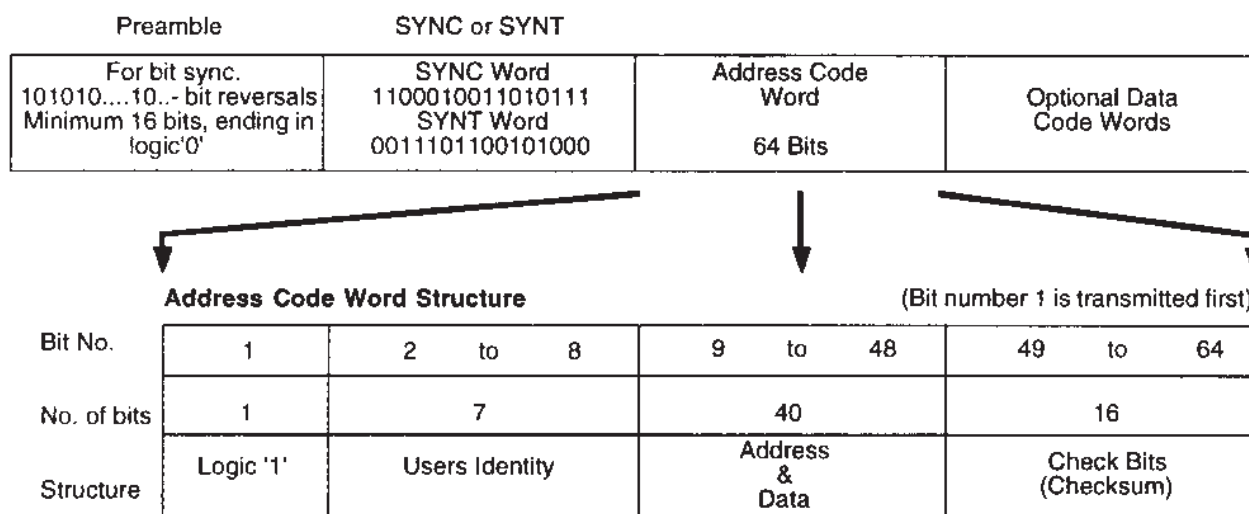 Preamble
SYNC or SYNT
For bit sync.
101010....10..- bit reversals
Minimum 16 bits, ending in
logic'0'
SYNC Word
1100010011010111
SYNT Word
0011101100101000
Address Code
Word
64 Bits
Optional Data
Code Words
Address Code Word Structure
(Bit number 1 is transmitted first)
Bit No.
1
2 to 8
9 to 48
49 to 64
No. of bits
1
7
40
16
Structure
Logic '1'
Users Identity
Address
&
Data
Check Bits
(Checksum)